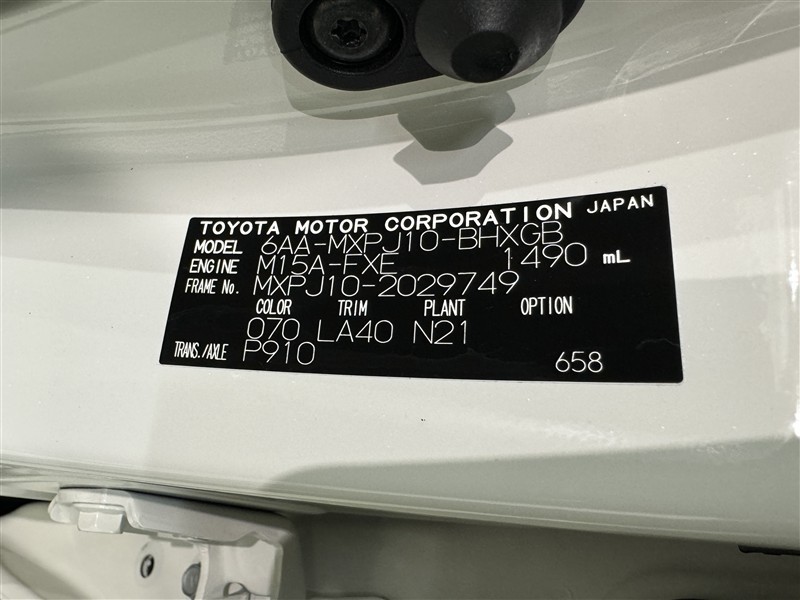 TOYOTA MOTOR CORPORATION JAPAN
MODEL 6AA-MXPJ10-BHXGB
ENGINE M15A-FXE 1490 mL
FRAME No. MXPJ10-2029749
COLOR TRIM PLANT OPTION
070 LA40 N21
TRANS./AXLE P910 658